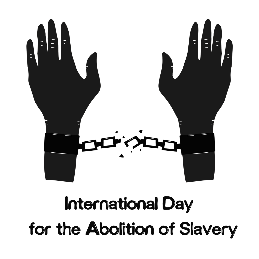 International Day
for the Abolition of Slavery